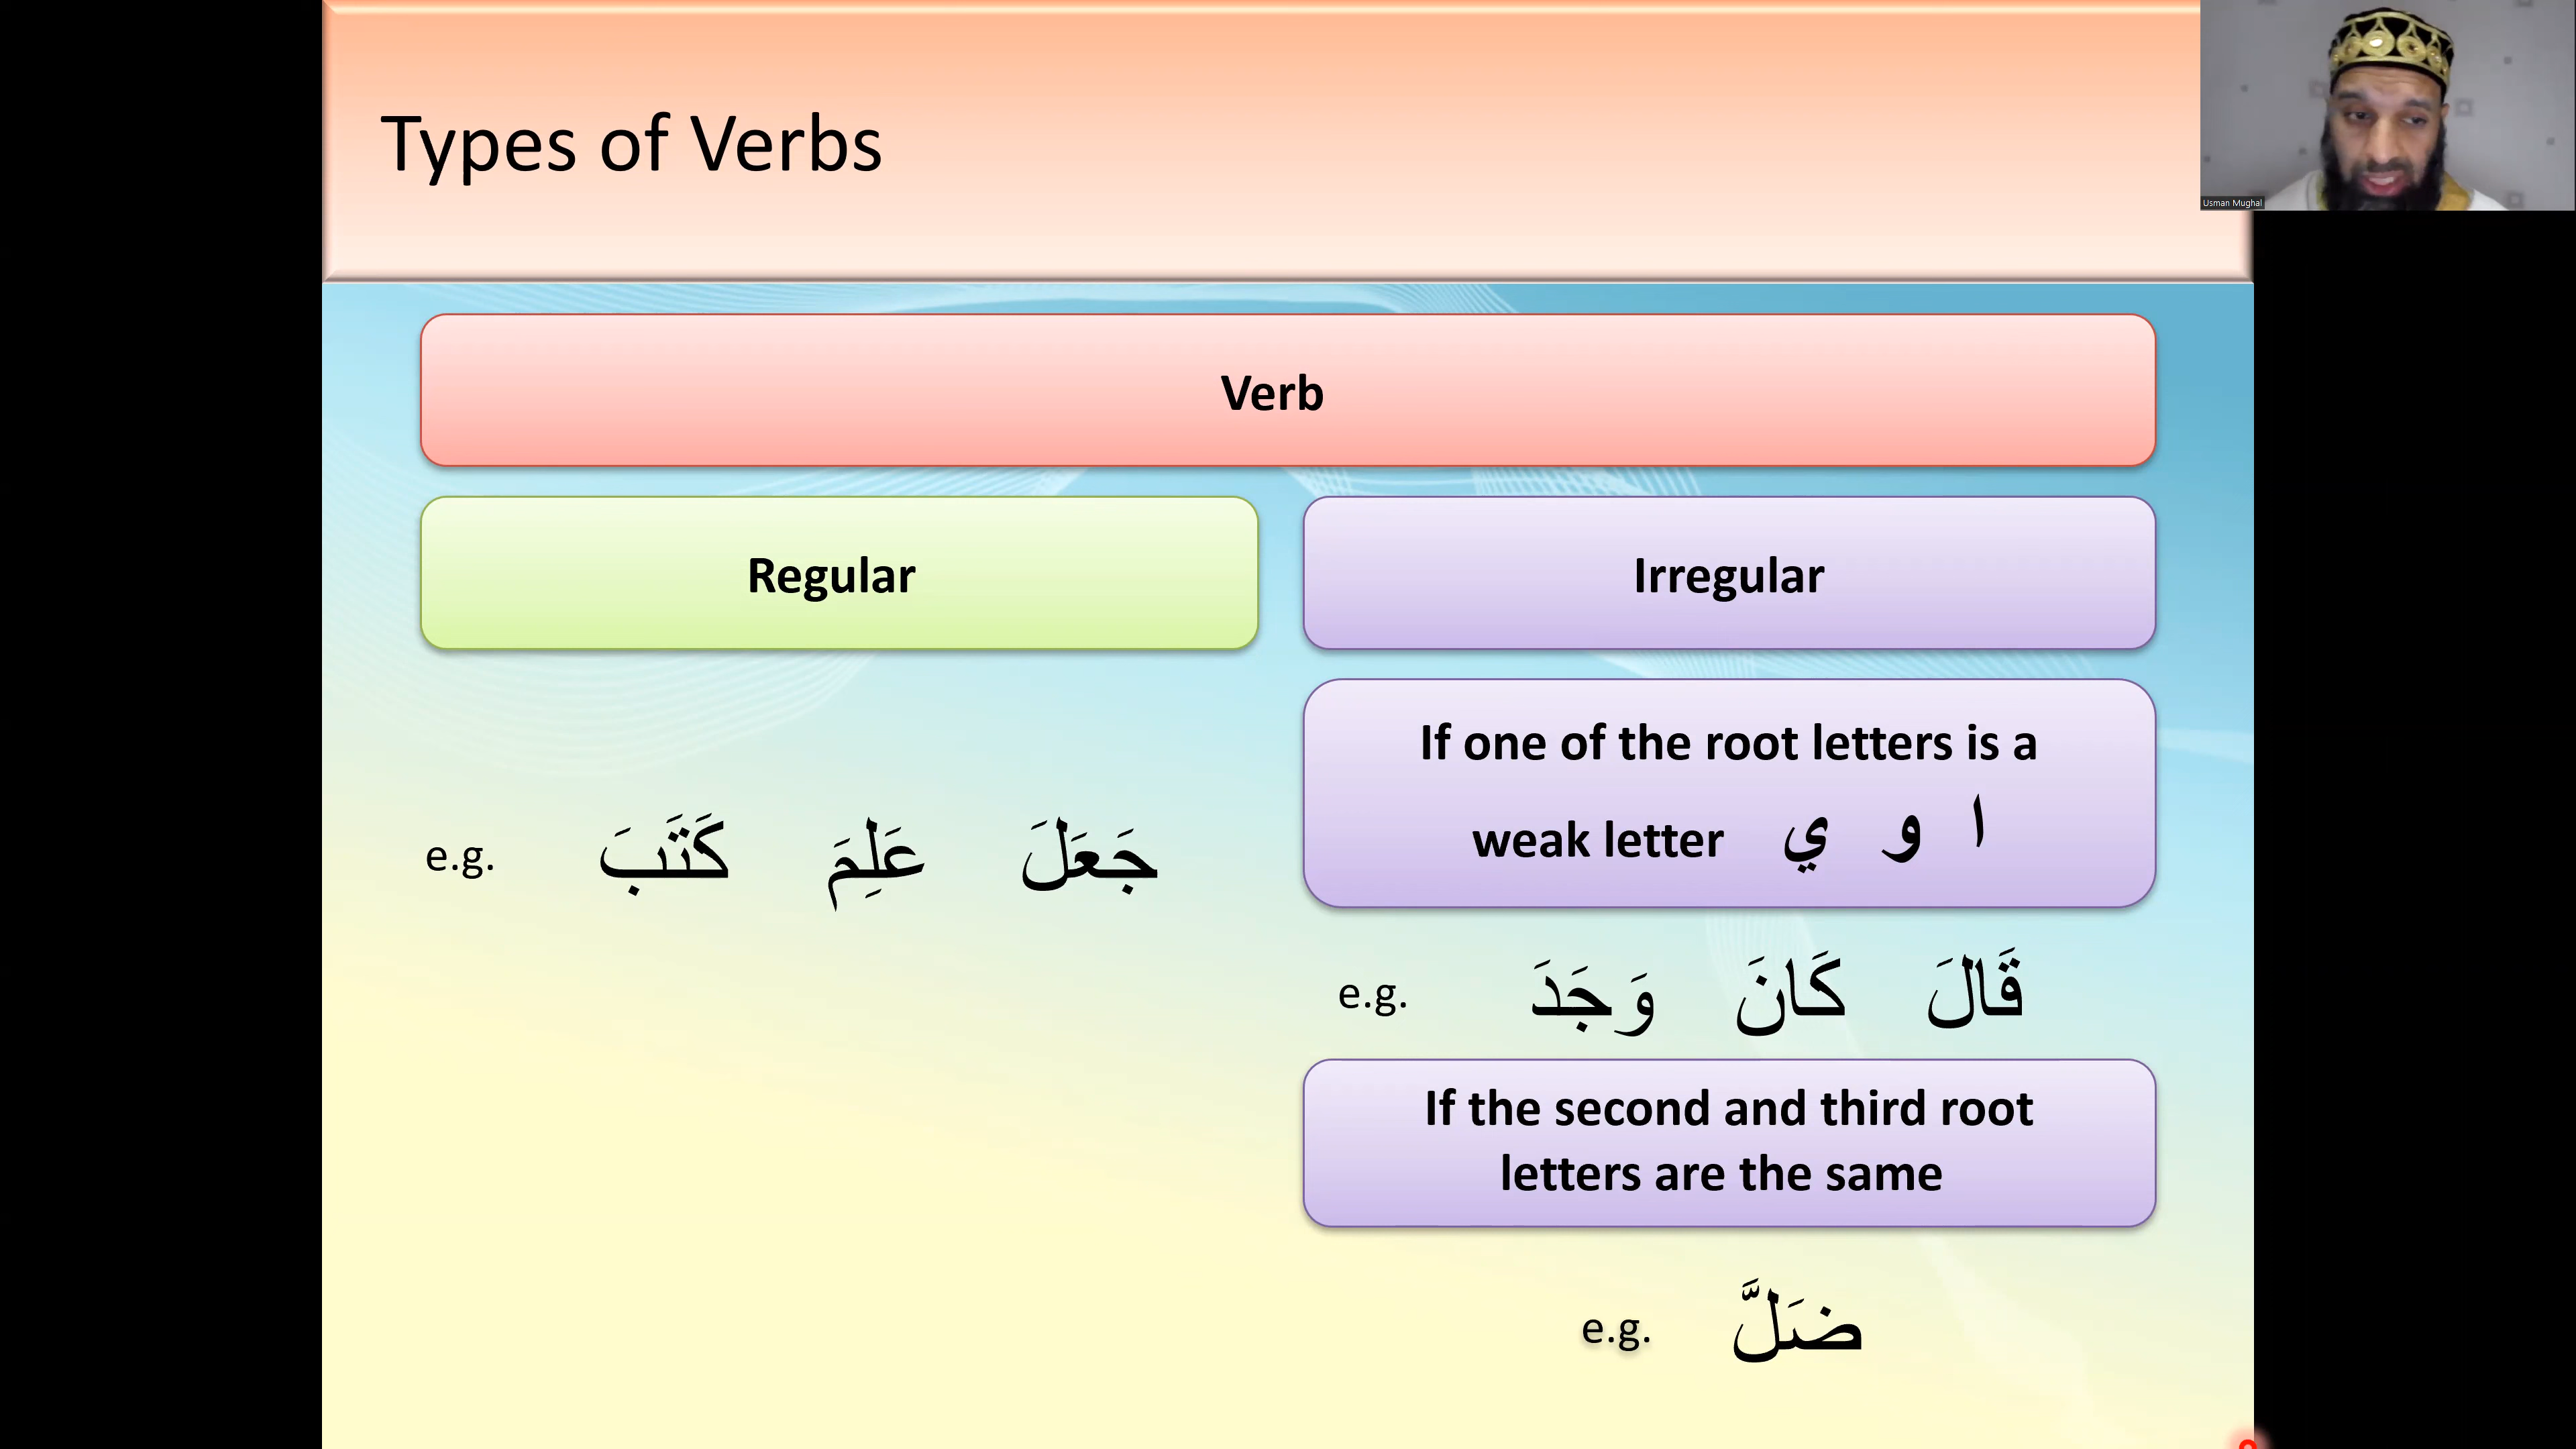 Types of Verbs
Usman Mughal
Verb
Regular
Irregular
e.g. كَتَبَ عَلِمَ جَعَلَ
If one of the root letters is a
weak letter ي و ا
e.g. وَجَدَ كَانَ قَالَ
If the second and third root
letters are the same
e.g. ضَلَّ